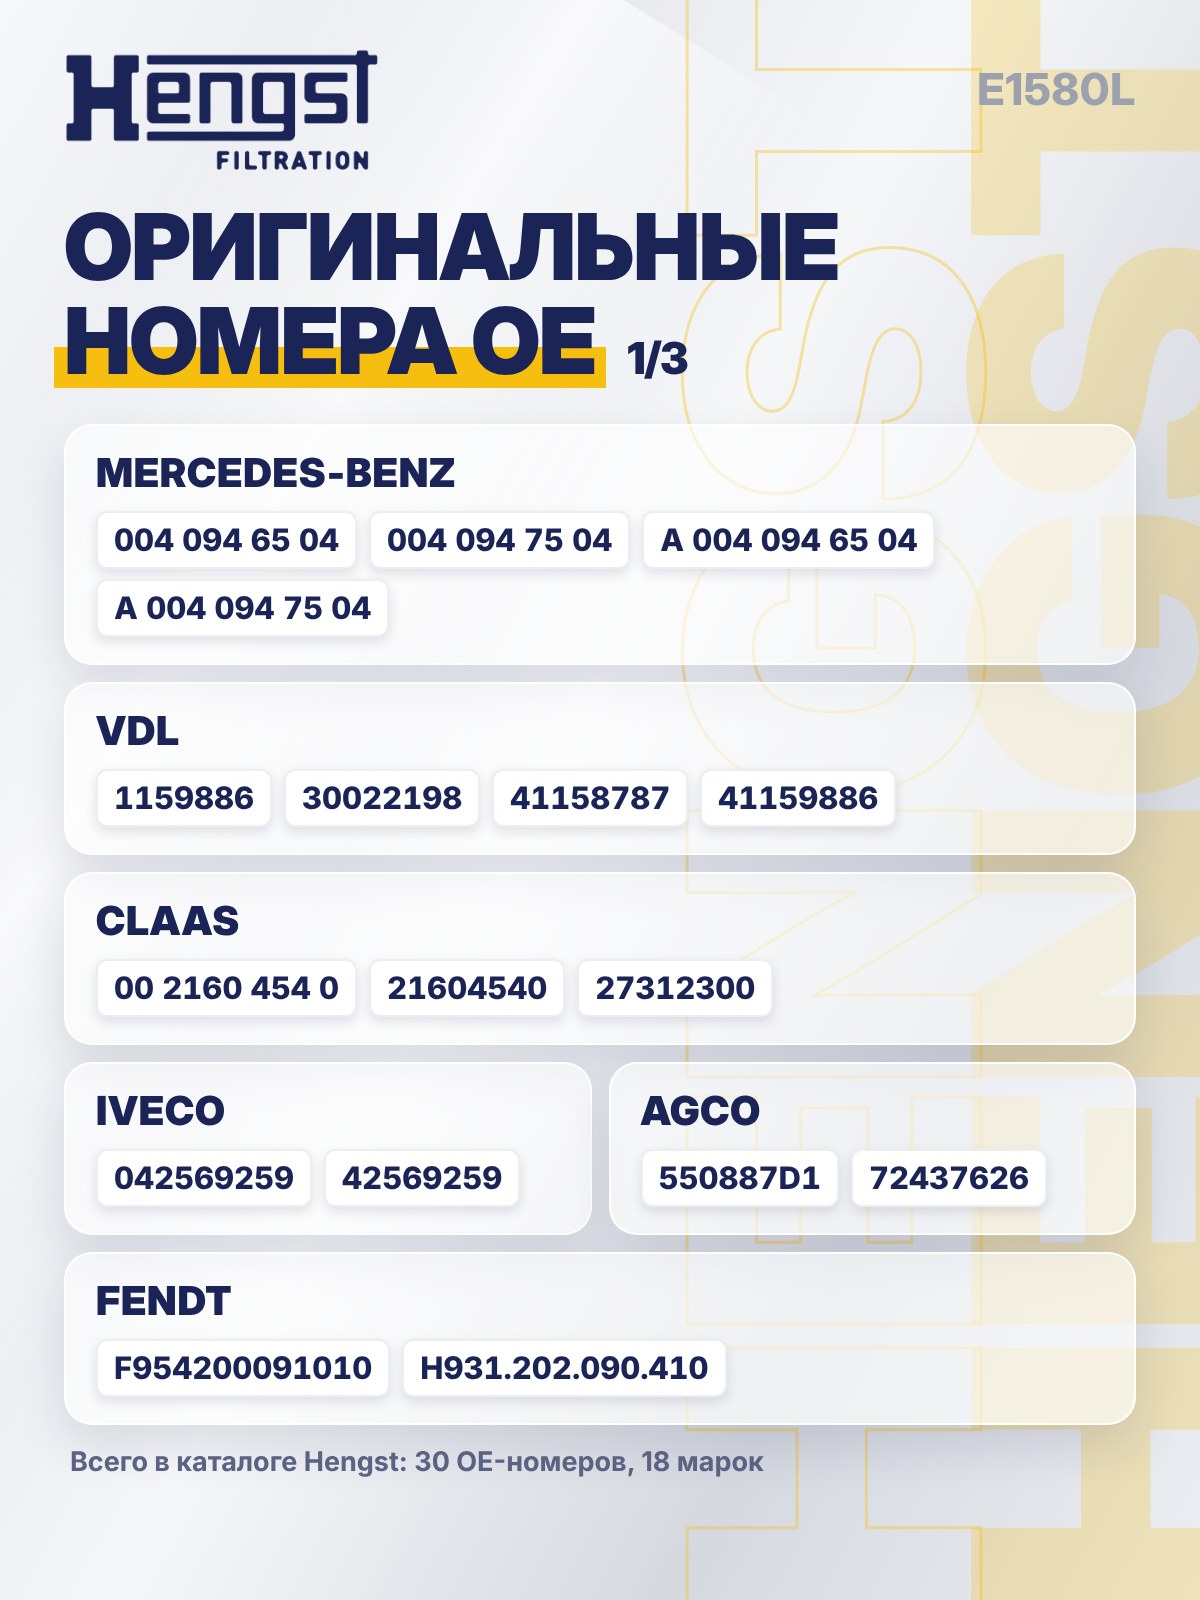 Hengst
FILTRATION
E1580L
ОРИГИНАЛЬНЫЕ
НОМЕРА OE 1/3
MERCEDES-BENZ
004 094 65 04 004 094 75 04 A 004 094 65 04
A 004 094 75 04
VDL
1159886 30022198 41158787 41159886
CLAAS
00 2160 454 0 21604540 27312300
IVECO
042569259 42569259
AGCO
550887D1 72437626
FENDT
F954200091010 H931.202.090.410
Всего в каталоге Hengst: 30 OE-номеров, 18 марок
HENGST
HENGST